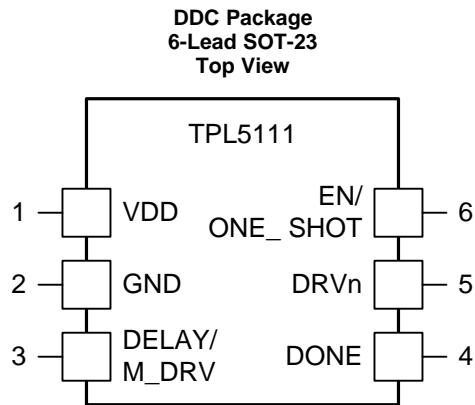 DDC Package
6-Lead SOT-23
Top View
TPL5111
1 VDD
EN/
ONE_ SHOT 6
2 GND
DRVn 5
3 DELAY/
M_DRV
DONE 4